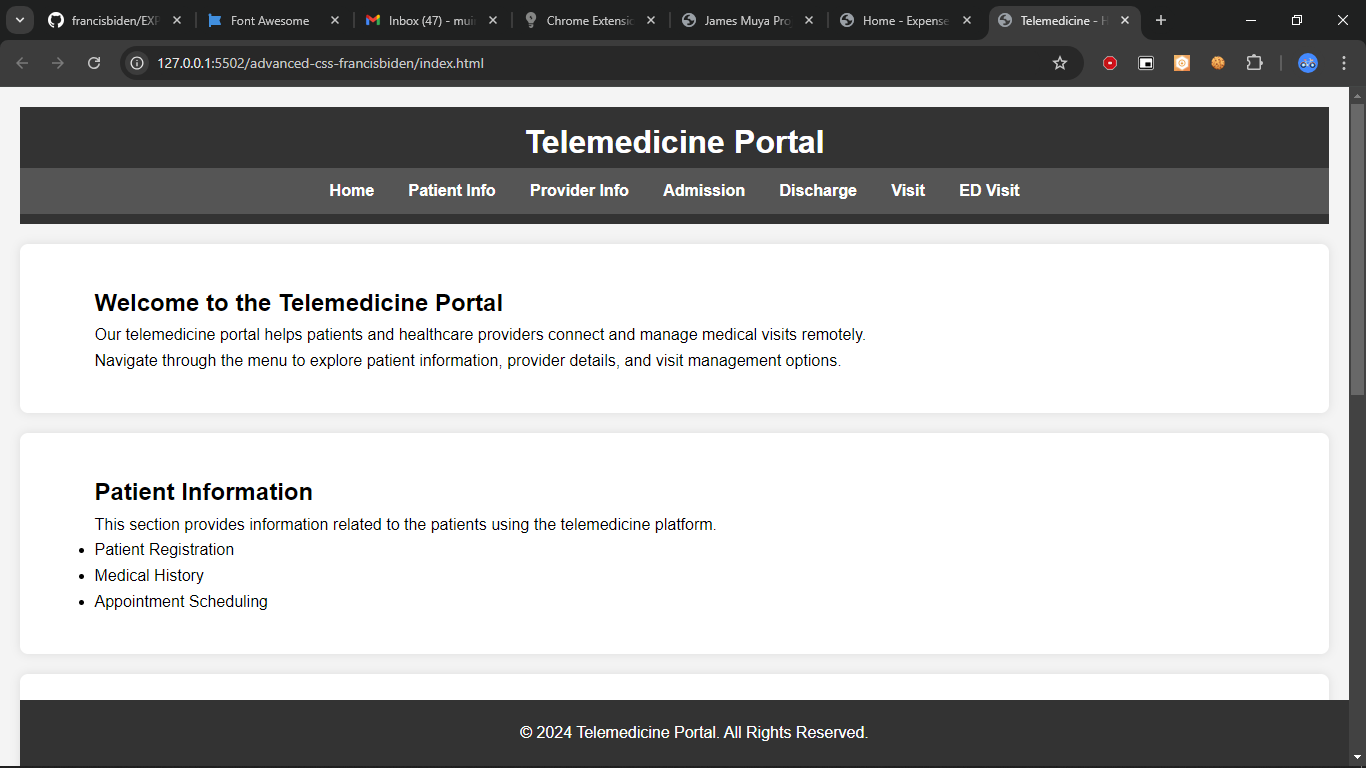 francisbiden/EXP
Font Awesome
Inbox (47) - mui
Chrome Extensio
James Muya Pro
Home - Expense
Telemedicine - H
127.0.0.1:5502/advanced-css-francisbiden/index.html
Telemedicine Portal
Home Patient Info Provider Info Admission Discharge Visit ED Visit
Welcome to the Telemedicine Portal
Our telemedicine portal helps patients and healthcare providers connect and manage medical visits remotely.
Navigate through the menu to explore patient information, provider details, and visit management options.
Patient Information
This section provides information related to the patients using the telemedicine platform.
• Patient Registration
• Medical History
• Appointment Scheduling
© 2024 Telemedicine Portal. All Rights Reserved.